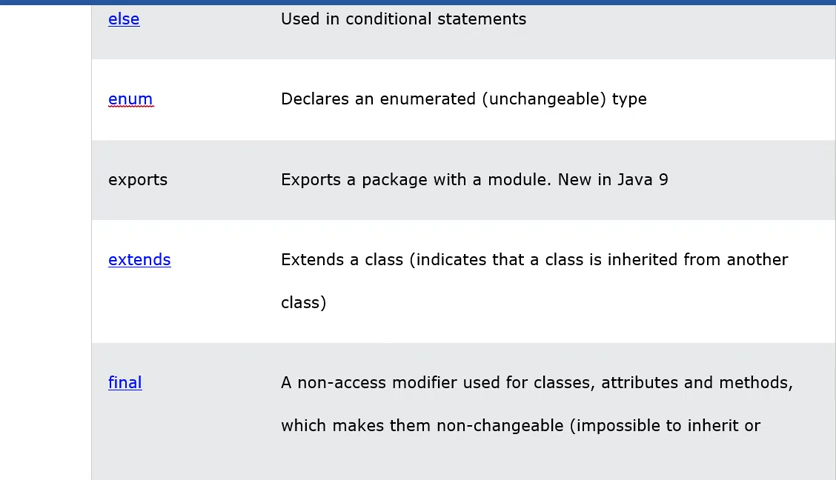 else Used in conditional statements
enum Declares an enumerated (unchangeable) type
exports Exports a package with a module. New in Java 9
extends Extends a class (indicates that a class is inherited from another
class)
final A non-access modifier used for classes, attributes and methods,
which makes them non-changeable (impossible to inherit or